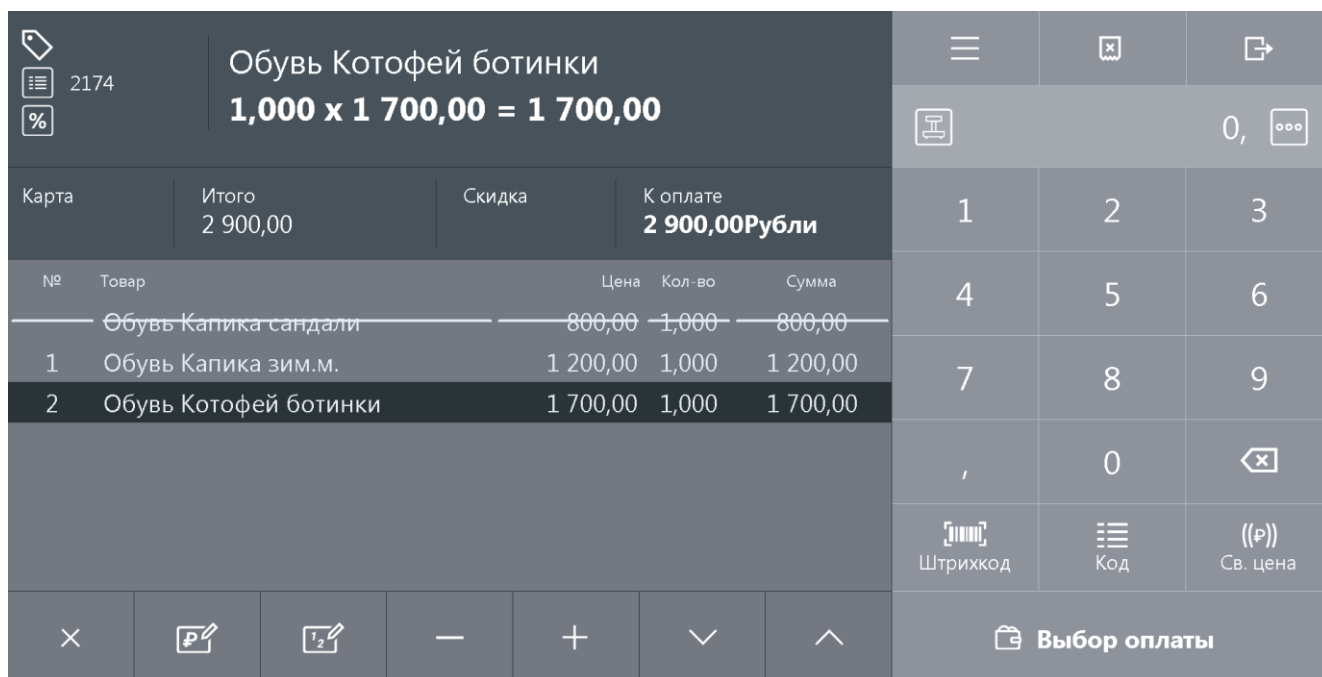 2174
Обувь Котофей ботинки
1,000 x 1 700,00 = 1 700,00
%
0,
Карта Итого Скидка К оплате
2 900,00 2 900,00Рубли
№ Товар Цена Кол-во Сумма
Обувь Капика сандали 800,00 1,000 800,00
1 Обувь Капика зим.м. 1 200,00 1,000 1 200,00
2 Обувь Котофей ботинки 1 700,00 1,000 1 700,00
1 2 3
4 5 6
7 8 9
, 0
Штрихкод Код ((₽)) Св. цена
₽ 1 2
Выбор оплаты